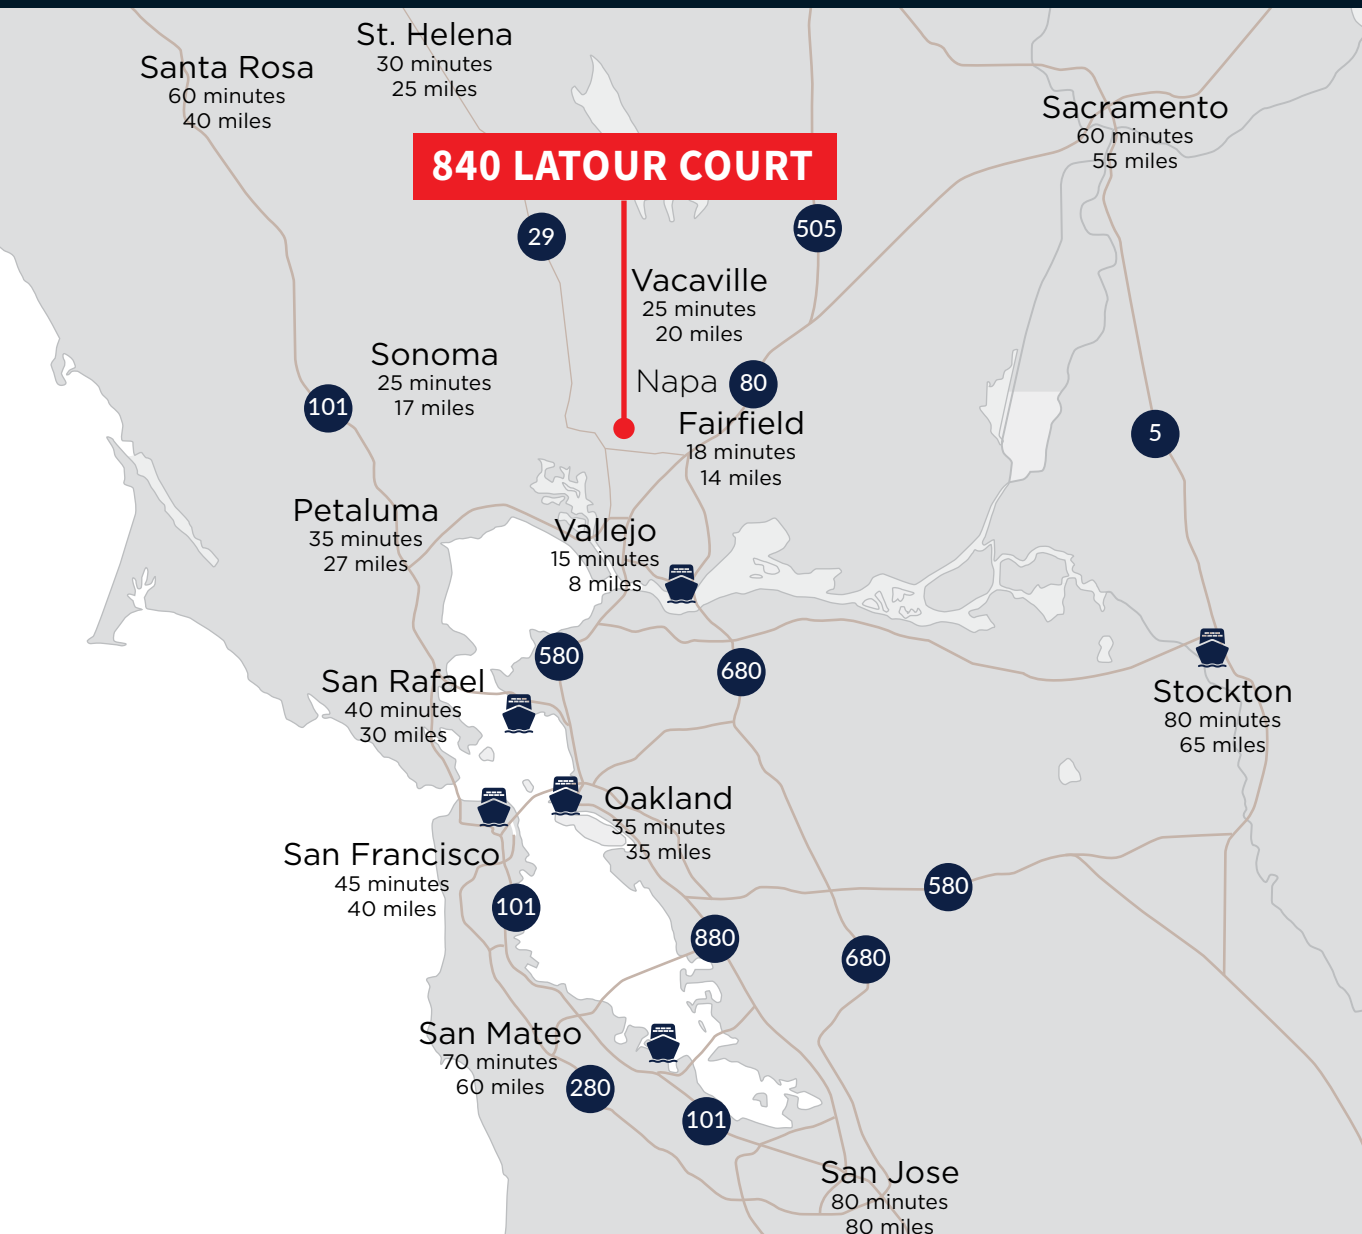 St. Helena
30 minutes
25 miles
Santa Rosa
60 minutes
40 miles
Sacramento
60 minutes
55 miles
840 LATOUR COURT
29
505
Vacaville
25 minutes
20 miles
Sonoma
25 minutes
17 miles
Napa
80
101
Fairfield
18 minutes
14 miles
5
Petaluma
35 minutes
27 miles
Vallejo
15 minutes
8 miles
580
680
San Rafael
40 minutes
30 miles
Stockton
80 minutes
65 miles
Oakland
35 minutes
35 miles
San Francisco
45 minutes
40 miles
101
580
880
680
San Mateo
70 minutes
60 miles
280
101
San Jose
80 minutes
80 miles